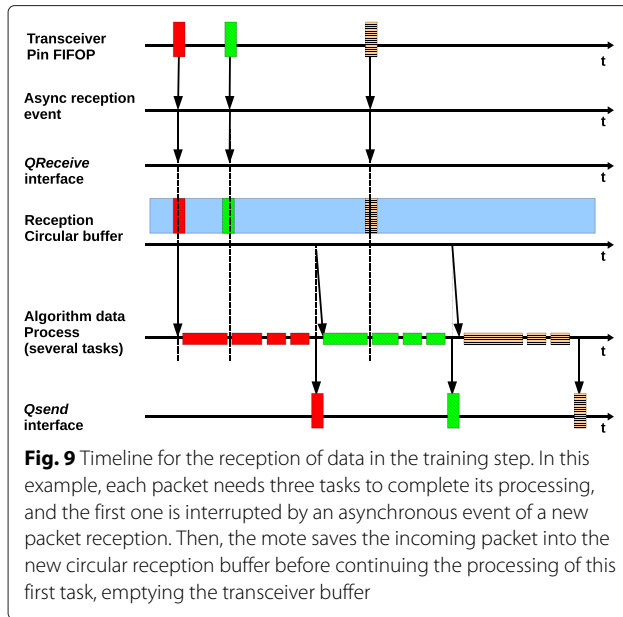 Transceiver
Pin FIFOP
t
Async reception
event
t
QReceive
interface
t
Reception
Circular buffer
t
Algorithm data
Process
(several tasks)
t
Qsend
interface
t
Fig. 9 Timeline for the reception of data in the training step. In this
example, each packet needs three tasks to complete its processing,
and the first one is interrupted by an asynchronous event of a new
packet reception. Then, the mote saves the incoming packet into the
new circular reception buffer before continuing the processing of this
first task, emptying the transceiver buffer